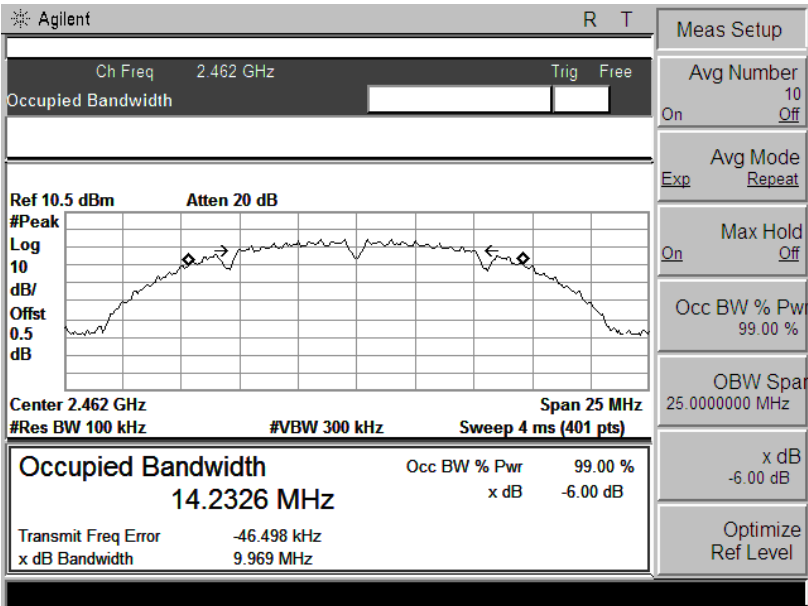 Agilent R T
Meas Setup
Ch Freq 2.462 GHz Trig Free
Occupied Bandwidth
Avg Number
10
On Off
Avg Mode
Exp Repeat
Max Hold
On Off
Occ BW % Pwr
99.00 %
OBW Span
25.0000000 MHz
x dB
-6.00 dB
Optimize
Ref Level
Ref 10.5 dBm Atten 20 dB
#Peak
Log
10
dB/
Offst
0.5
dB
Center 2.462 GHz Span 25 MHz
#Res BW 100 kHz #VBW 300 kHz Sweep 4 ms (401 pts)
Occupied Bandwidth
14.2326 MHz
Occ BW % Pwr 99.00 %
x dB -6.00 dB
Transmit Freq Error -46.498 kHz
x dB Bandwidth 9.969 MHz